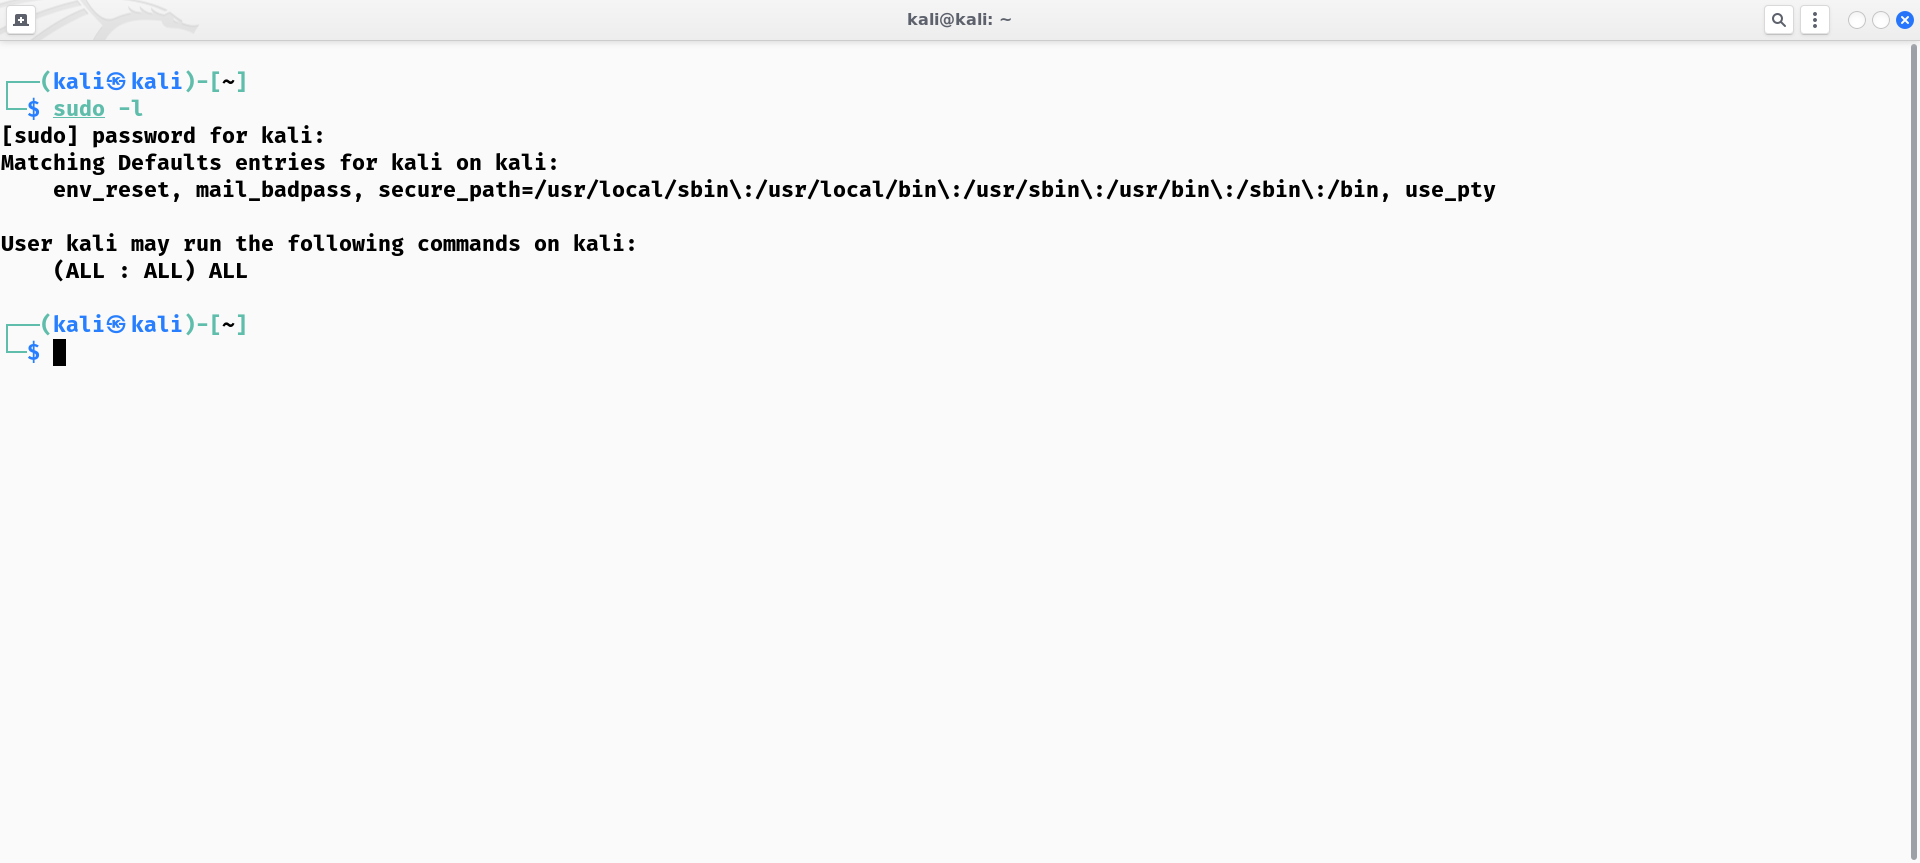 kali@kali: ~
┌──(kali㉿kali)-[~]
└─$ sudo -l
[sudo] password for kali:
Matching Defaults entries for kali on kali:
    env_reset, mail_badpass, secure_path=/usr/local/sbin\:/usr/local/bin\:/usr/sbin\:/usr/bin\:/sbin\:/bin, use_pty
User kali may run the following commands on kali:
    (ALL : ALL) ALL
┌──(kali㉿kali)-[~]
└─$